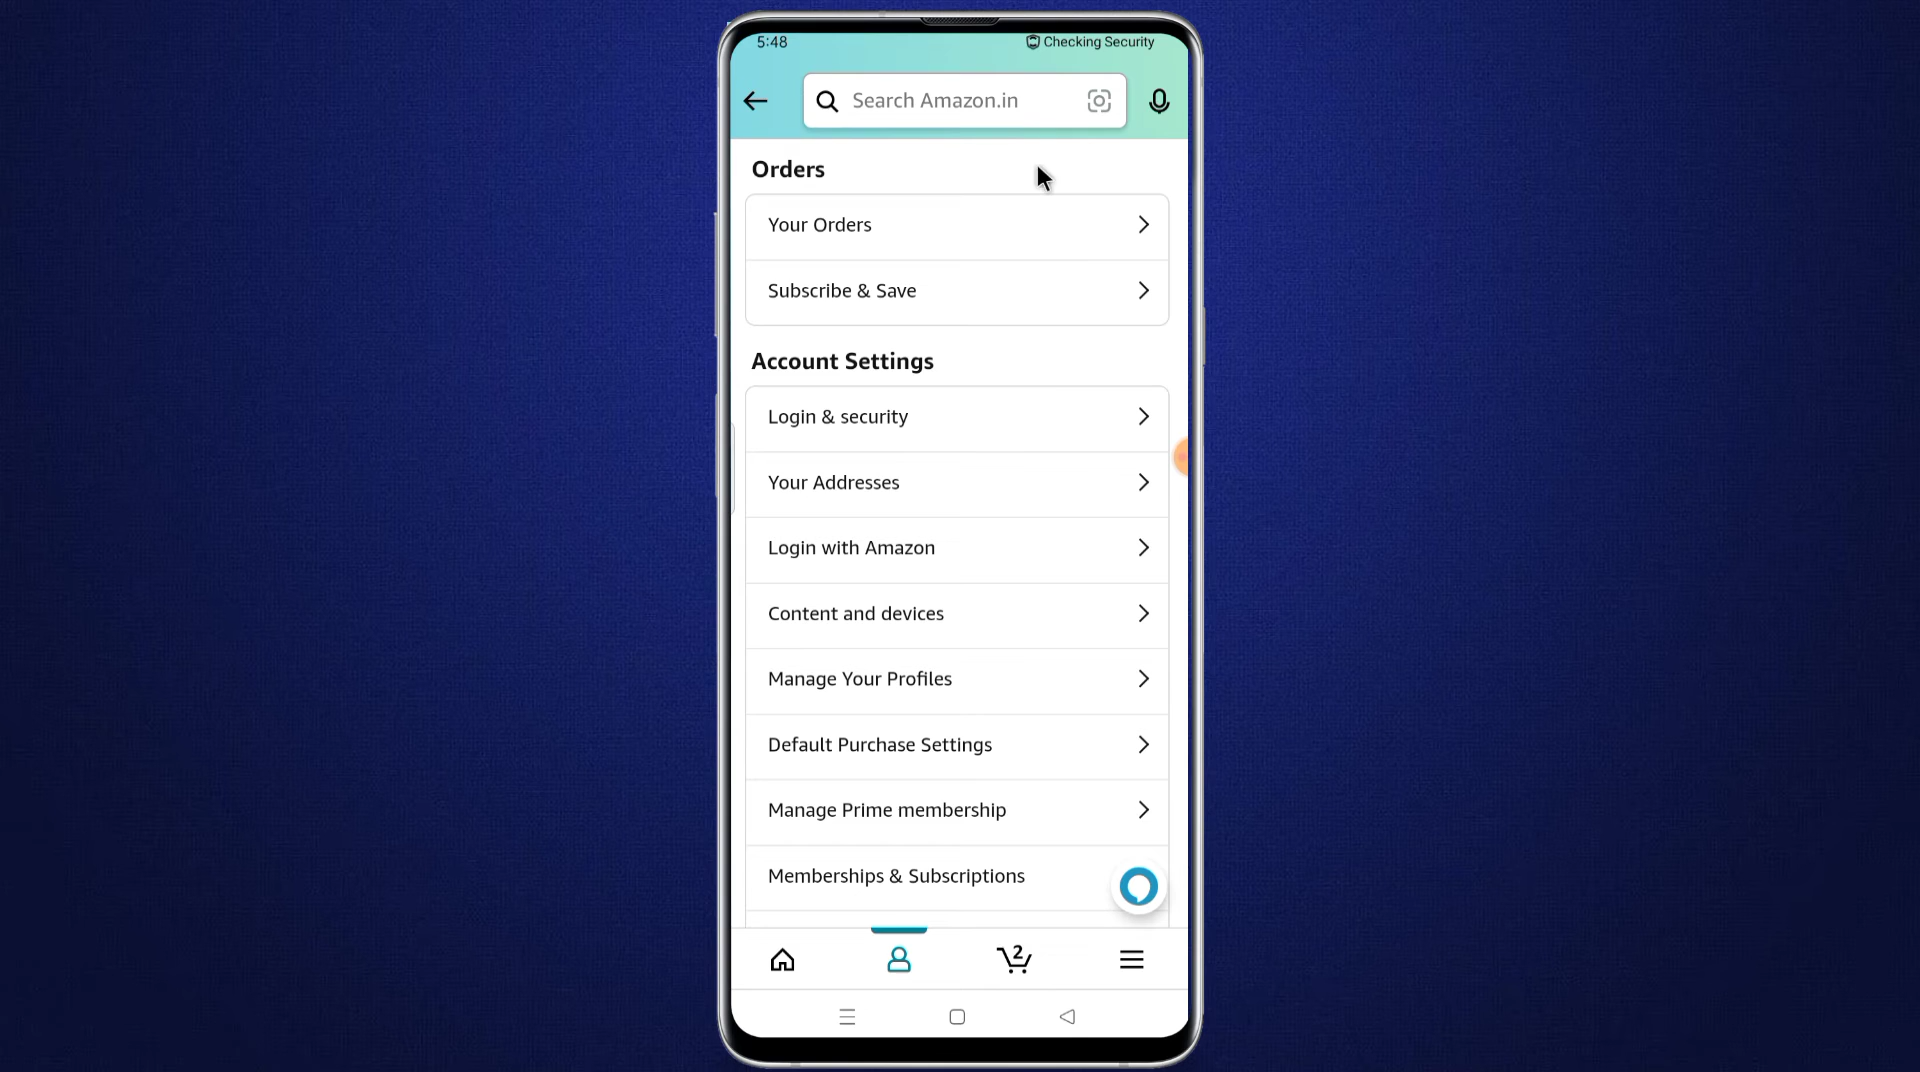 5:48 Checking Security
Search Amazon.in
Orders
Your Orders
Subscribe & Save
Account Settings
Login & security
Your Addresses
Login with Amazon
Content and devices
Manage Your Profiles
Default Purchase Settings
Manage Prime membership
Memberships & Subscriptions
2